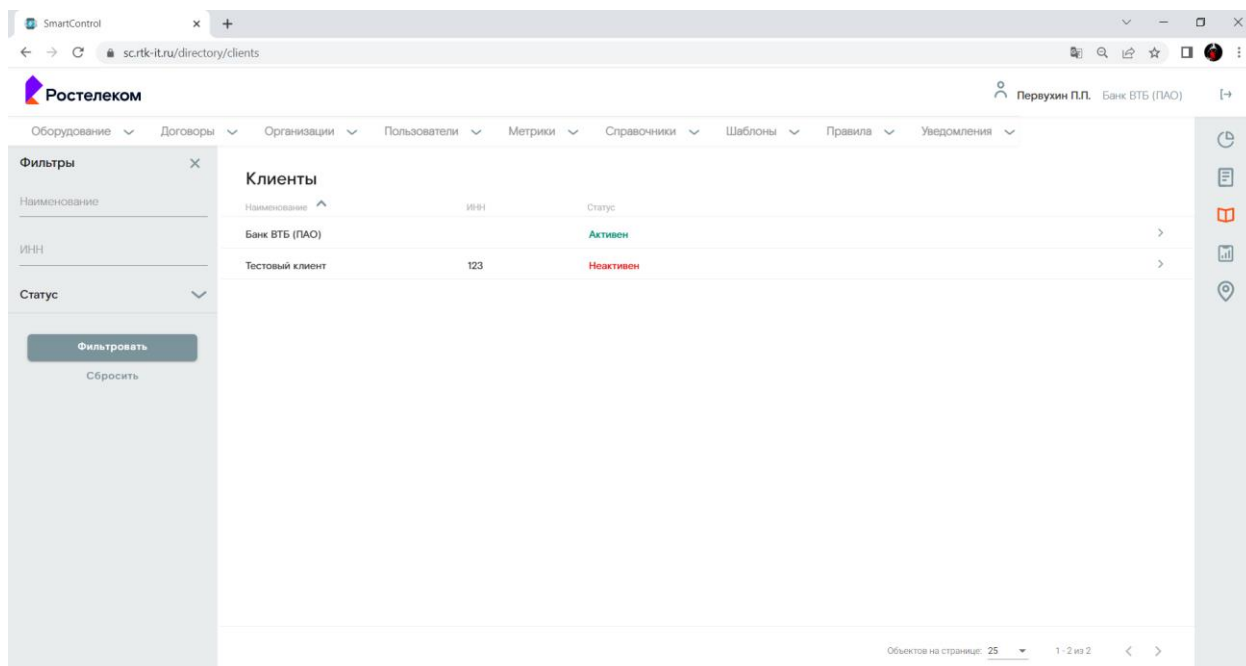 SmartControl
sc.rtk-it.ru/directory/clients
Ростелеком
Первухин П.П. Банк ВТБ (ПАО)
Оборудование Договоры Организации Пользователи Метрики Справочники Шаблоны Правила Уведомления
Фильтры
Наименование
ИНН
Статус
Фильтровать
Сбросить
Клиенты
Наименование ИНН Статус
Банк ВТБ (ПАО) Активен
Тестовый клиент 123 Неактивен
Объектов на странице: 25 1 - 2 из 2